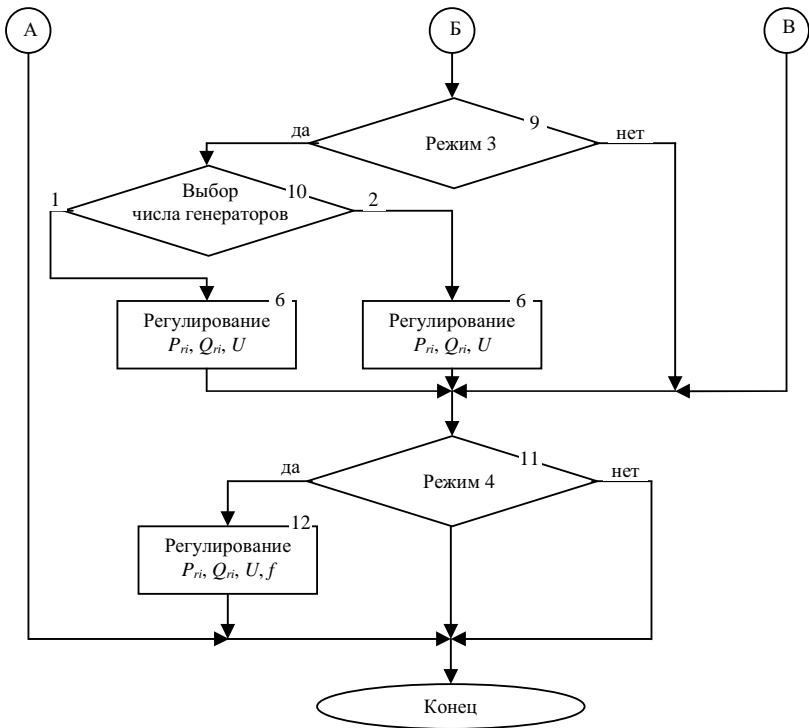 А
Б
В
9
да
Режим 3
нет
1
Выбор
10
числа генераторов
2
6
6
Регулирование
Pri, Qri, U
Регулирование
Pri, Qri, U
11
да
Режим 4
нет
12
Регулирование
Pri, Qri, U, f
Конец